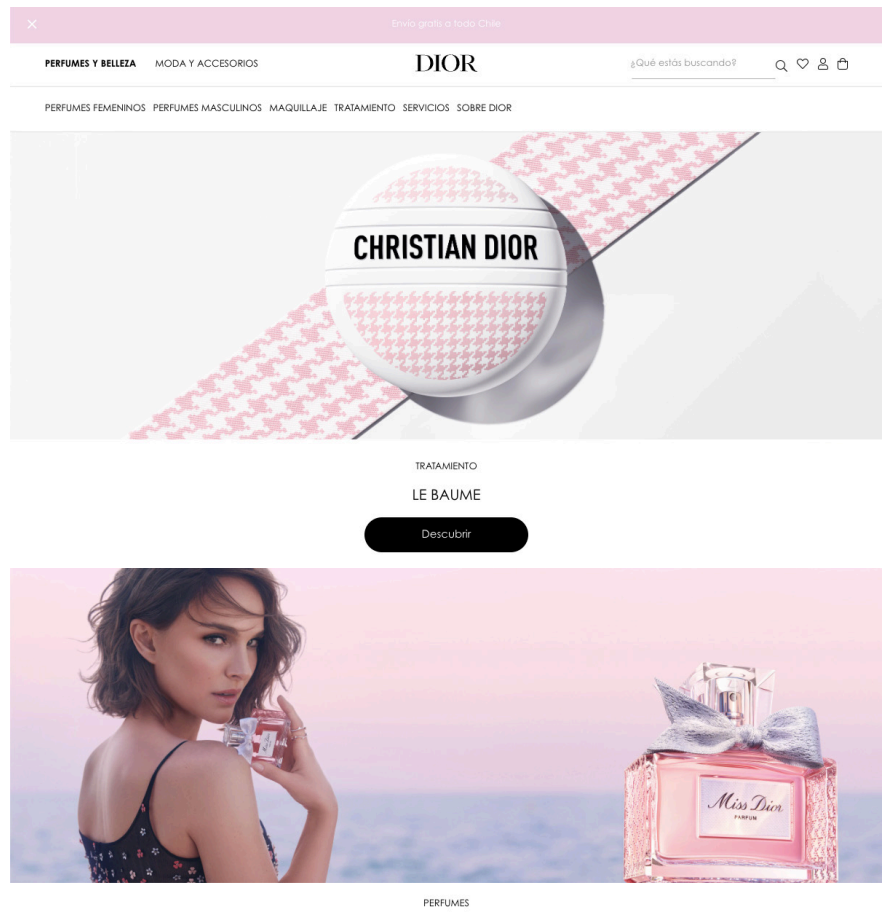 Envío gratis a todo Chile
PERFUMES Y BELLEZA MODA Y ACCESORIOS DIOR ¿Qué estás buscando?
PERFUMES FEMENINOS PERFUMES MASCULINOS MAQUILLAJE TRATAMIENTO SERVICIOS SOBRE DIOR
CHRISTIAN DIOR
TRATAMIENTO
LE BAUME
Descubrir
Miss Dior
PARFUM
PERFUMES